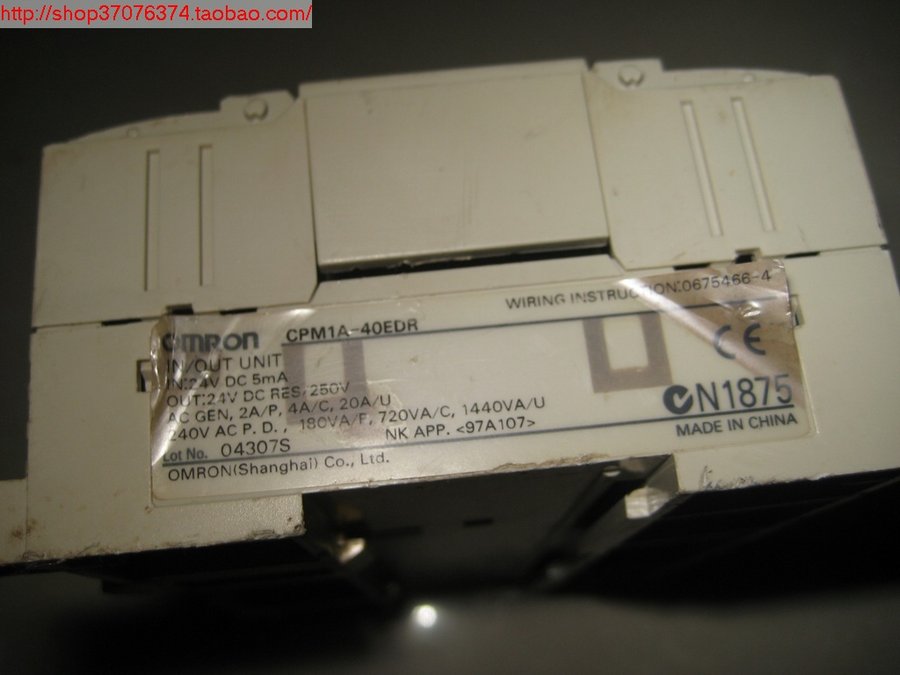 http://shop37076374.taobao.com/
WIRING INSTRUCTION:0675466-4
OMRON CPM1A-40EDR
IN/OUT UNIT
IN:24V DC 5mA
OUT:24V DC RES,250V
AC GEN, 2A/P, 4A/C, 20A/U
240V AC P.D., 180VA/P, 720VA/C, 1440VA/U
NK APP. <97A107>
Lot No. 04307S
OMRON(Shanghai) Co., Ltd.
CE
N1875
MADE IN CHINA